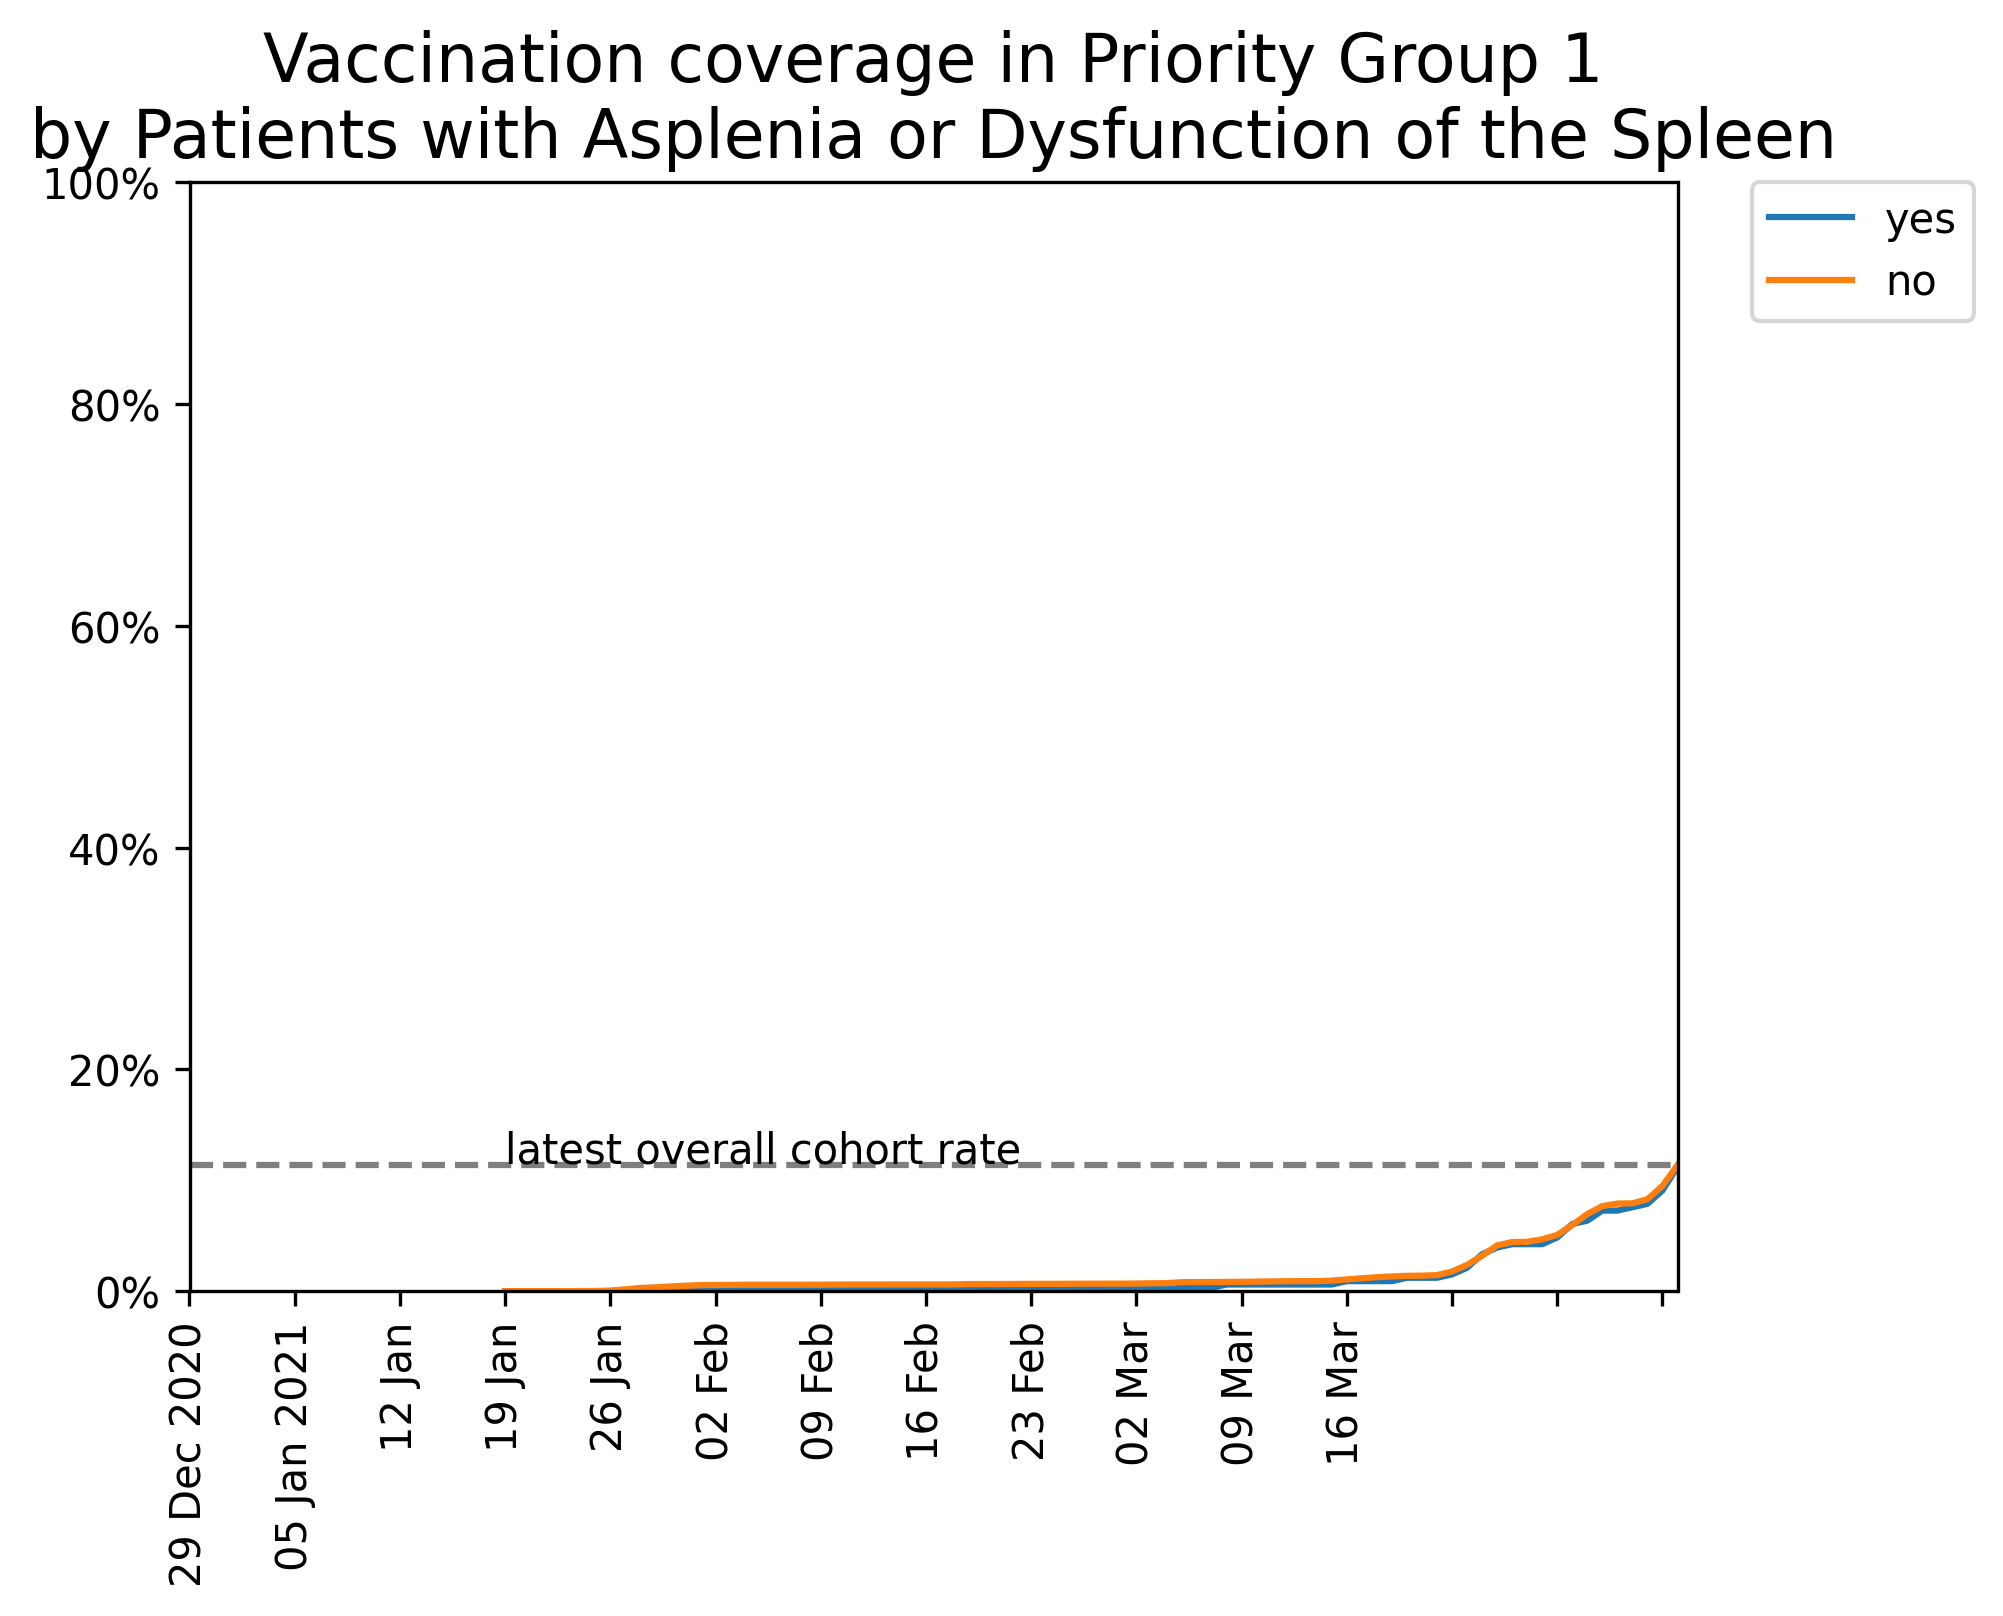 Vaccination coverage in Priority Group 1
by Patients with Asplenia or Dysfunction of the Spleen
100%
80%
60%
40%
20%
0%
yes
no
latest overall cohort rate
29 Dec 2020
05 Jan 2021
12 Jan
19 Jan
26 Jan
02 Feb
09 Feb
16 Feb
23 Feb
02 Mar
09 Mar
16 Mar